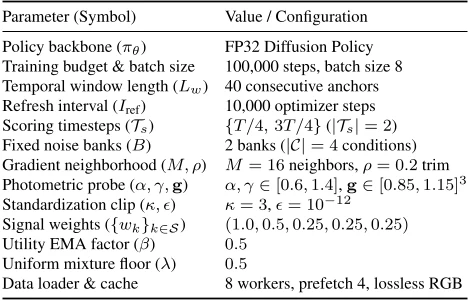 Parameter (Symbol) Value / Configuration
Policy backbone (πθ) FP32 Diffusion Policy
Training budget & batch size 100,000 steps, batch size 8
Temporal window length (Lw) 40 consecutive anchors
Refresh interval (Iref) 10,000 optimizer steps
Scoring timesteps (𝒯s) {T/4, 3T/4} (|𝒯s| = 2)
Fixed noise banks (B) 2 banks (|𝒞| = 4 conditions)
Gradient neighborhood (M, ρ) M = 16 neighbors, ρ = 0.2 trim
Photometric probe (α, γ, g) α, γ ∈ [0.6, 1.4], g ∈ [0.85, 1.15]³
Standardization clip (κ, ϵ) κ = 3, ϵ = 10⁻¹²
Signal weights ({wk}k∈𝒮) (1.0, 0.5, 0.25, 0.25, 0.25)
Utility EMA factor (β) 0.5
Uniform mixture floor (λ) 0.5
Data loader & cache 8 workers, prefetch 4, lossless RGB